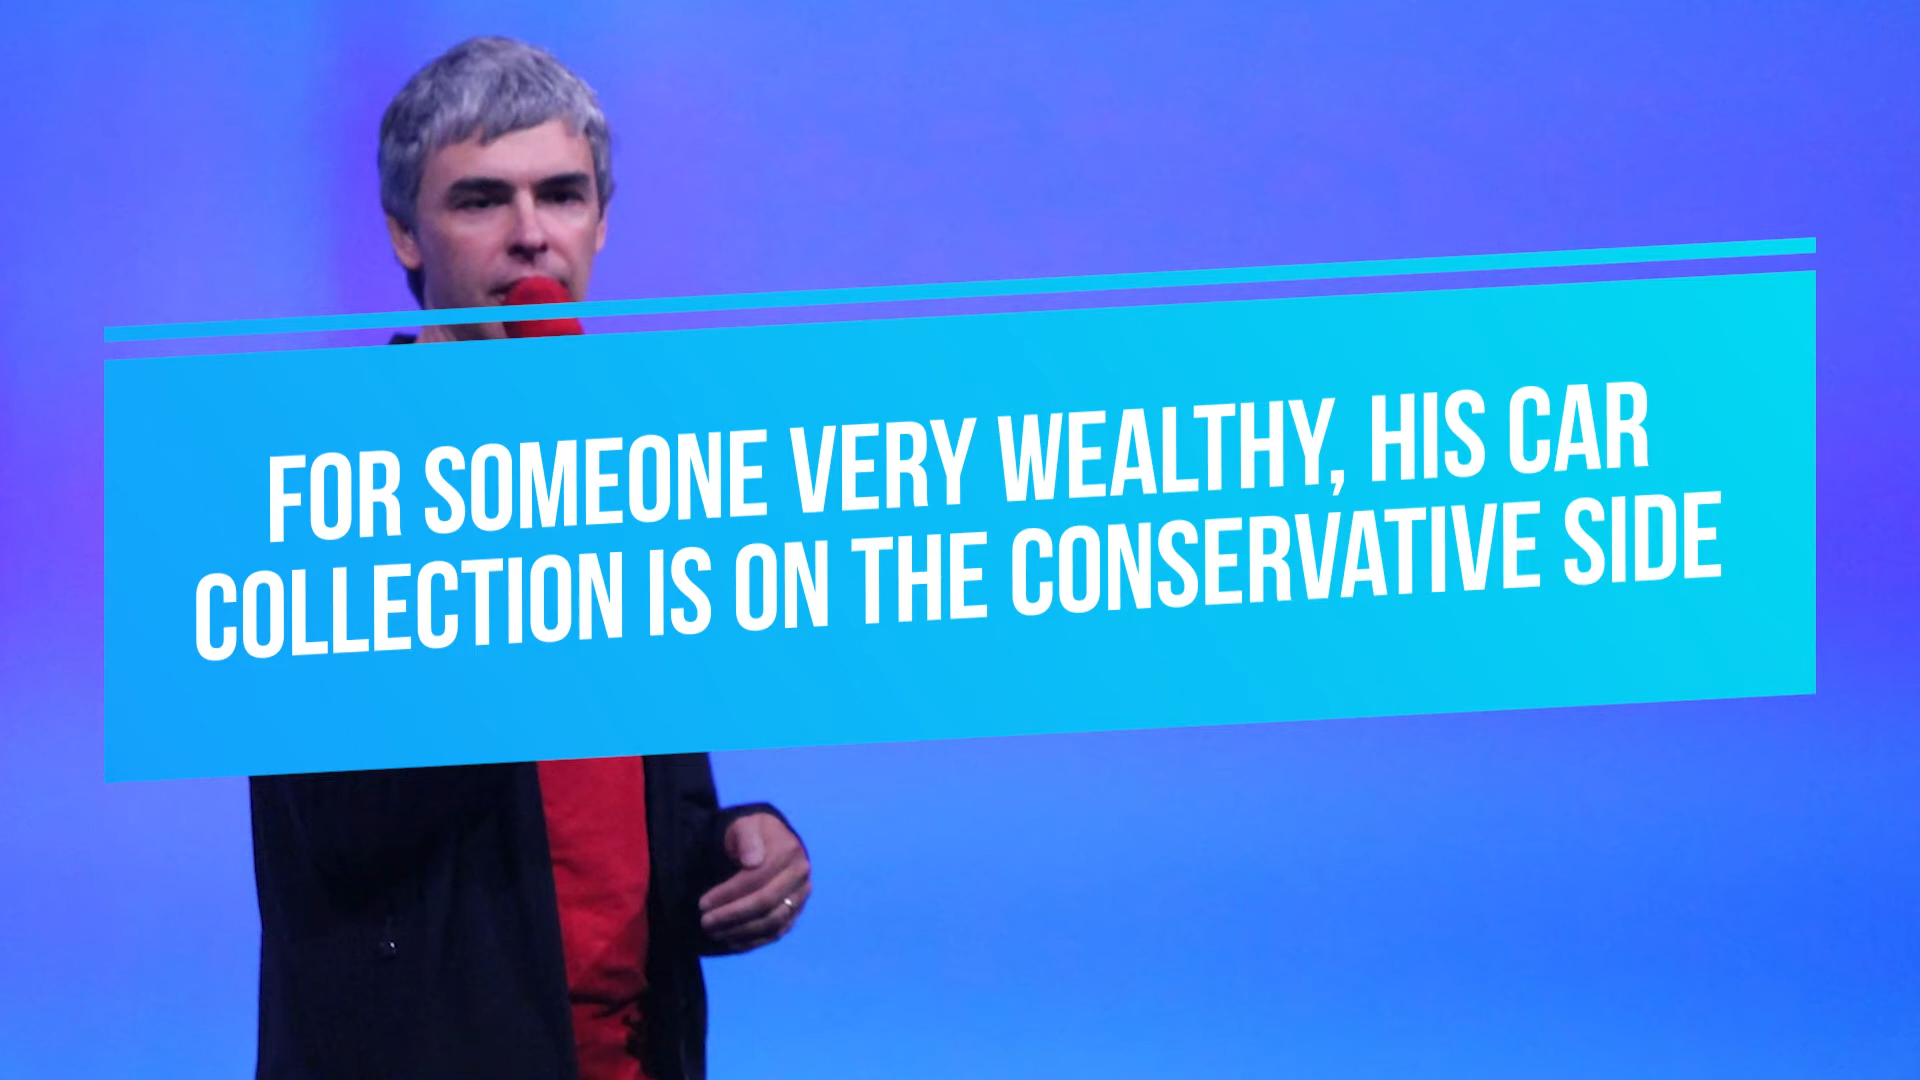 FOR SOMEONE VERY WEALTHY, HIS CAR
COLLECTION IS ON THE CONSERVATIVE SIDE